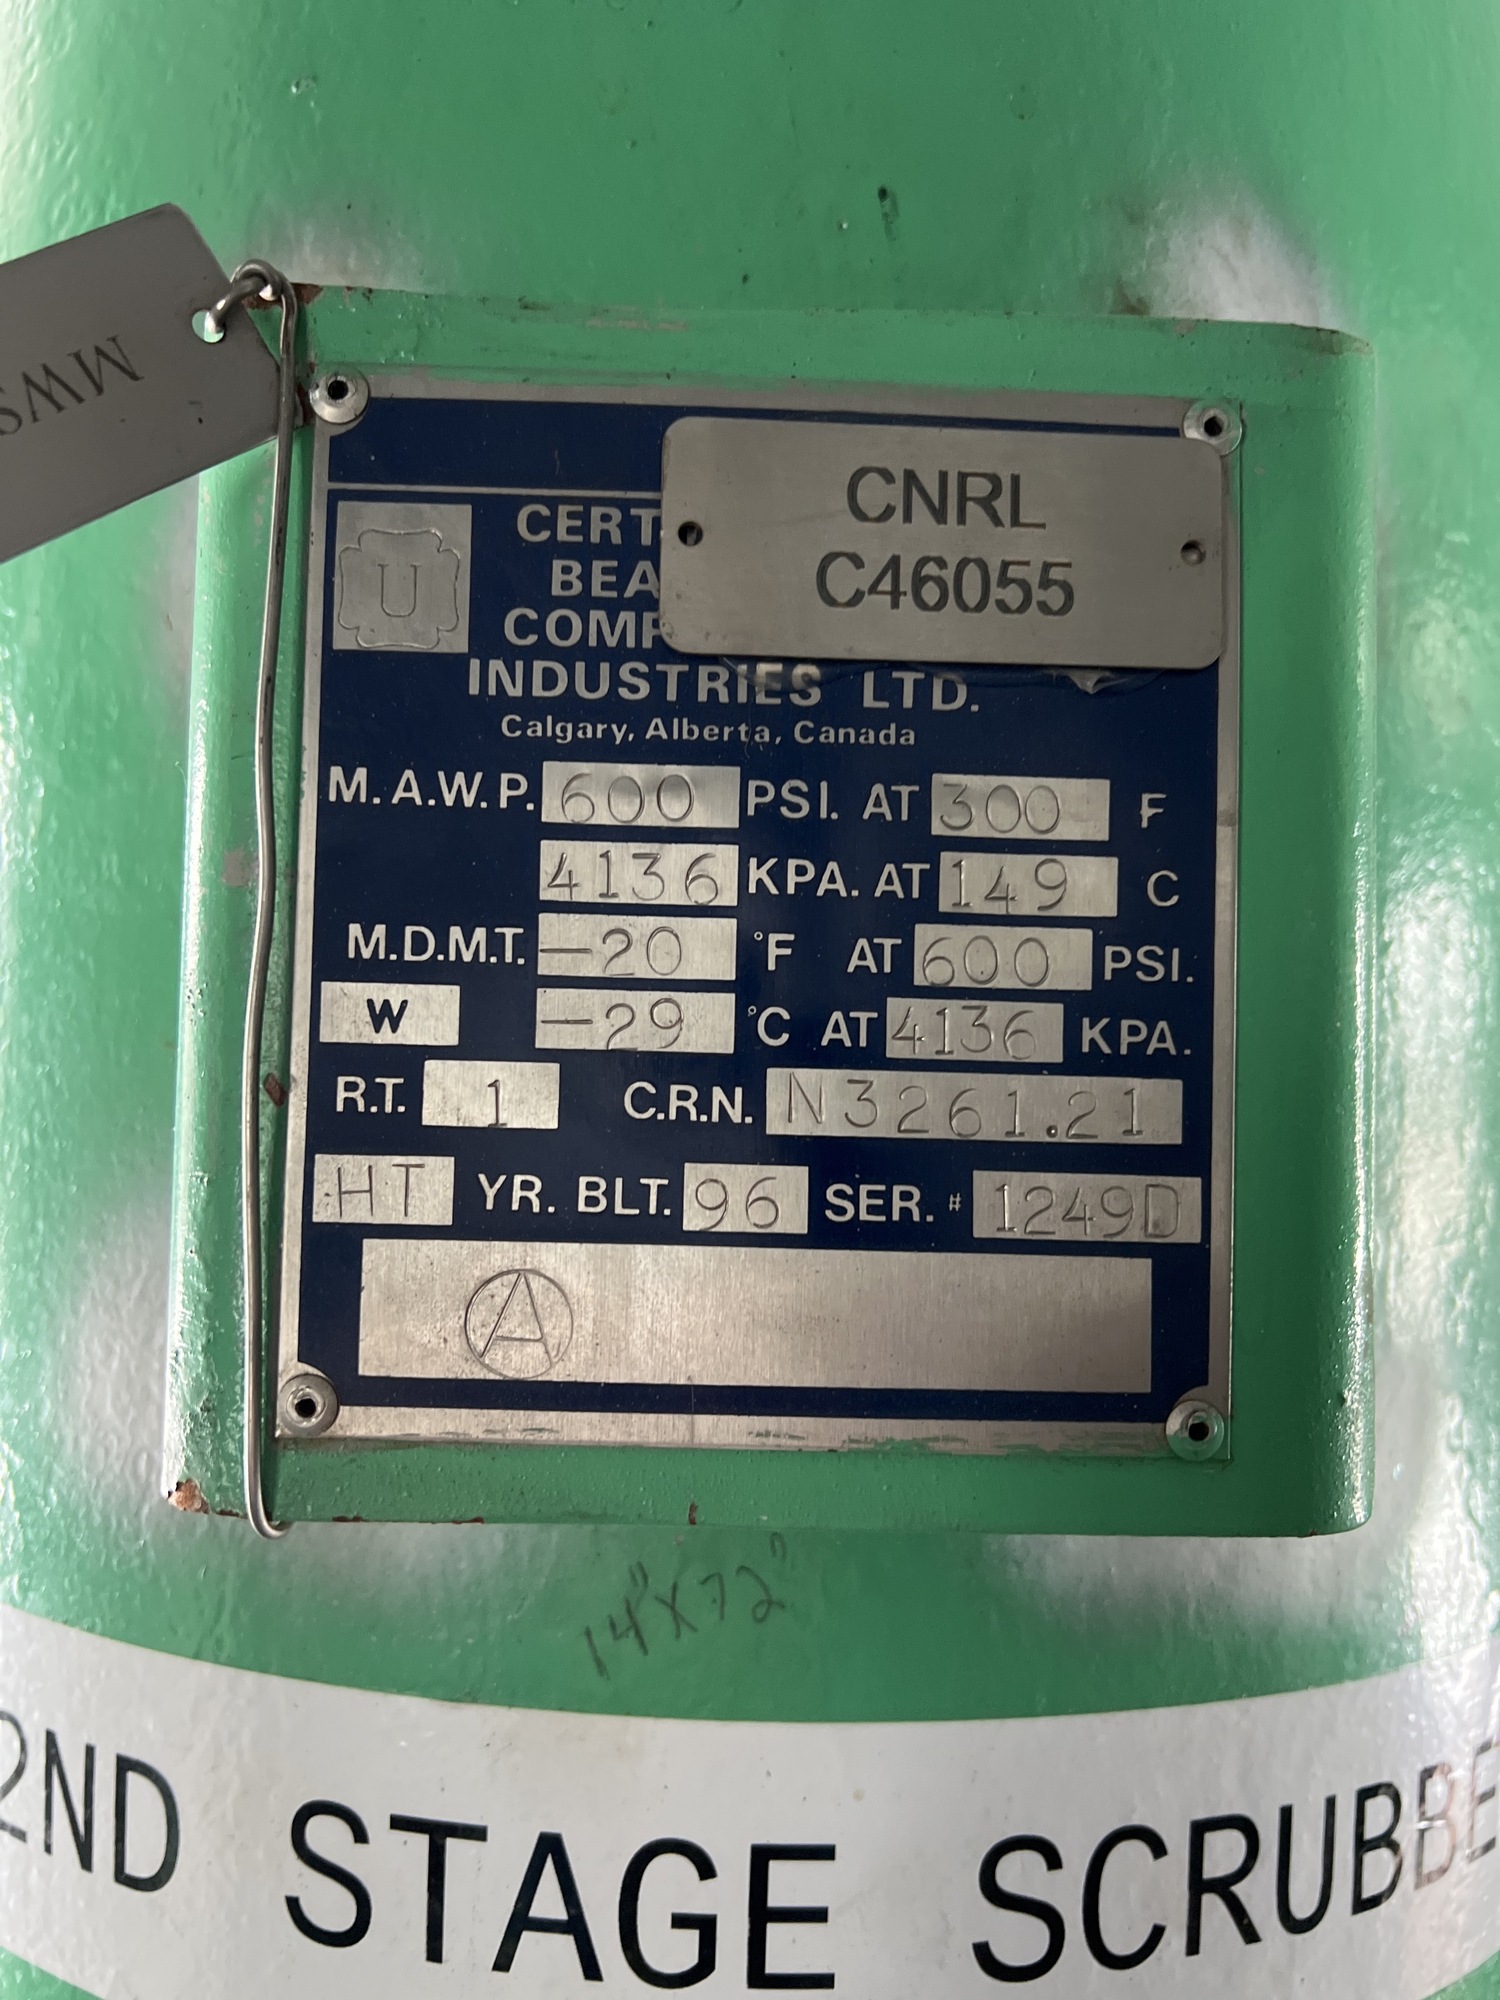 MWS
CNRL
C46055
U
CERT
BEA
COMP
INDUSTRIES LTD.
Calgary, Alberta, Canada
M.A.W.P. 600 PSI. AT 300 F
4136 KPA. AT 149 C
M.D.M.T. -20 °F AT 600 PSI.
W -29 °C AT 4136 KPA.
R.T. 1 C.R.N. N3261.21
HT YR. BLT. 96 SER. # 1249D
A
14" X 72"
2ND STAGE SCRUBBE